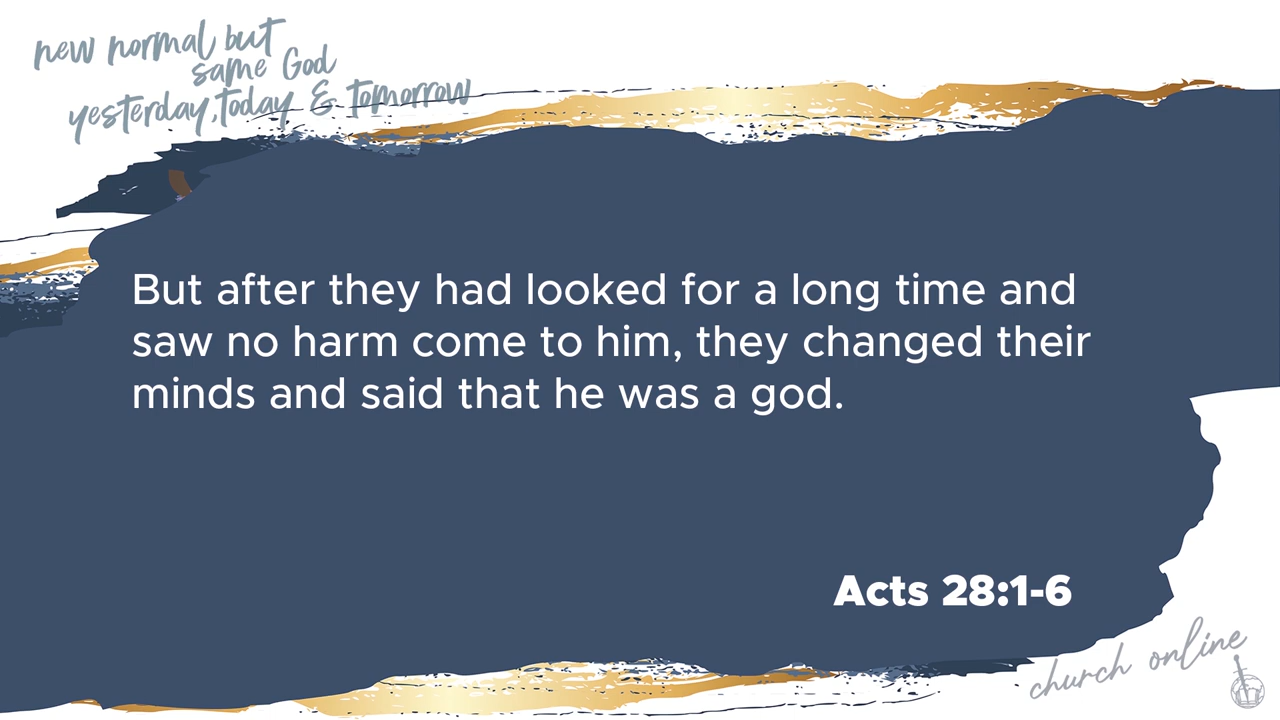 new normal but
same God
yesterday, today & tomorrow
But after they had looked for a long time and
saw no harm come to him, they changed their
minds and said that he was a god.
Acts 28:1-6
church online